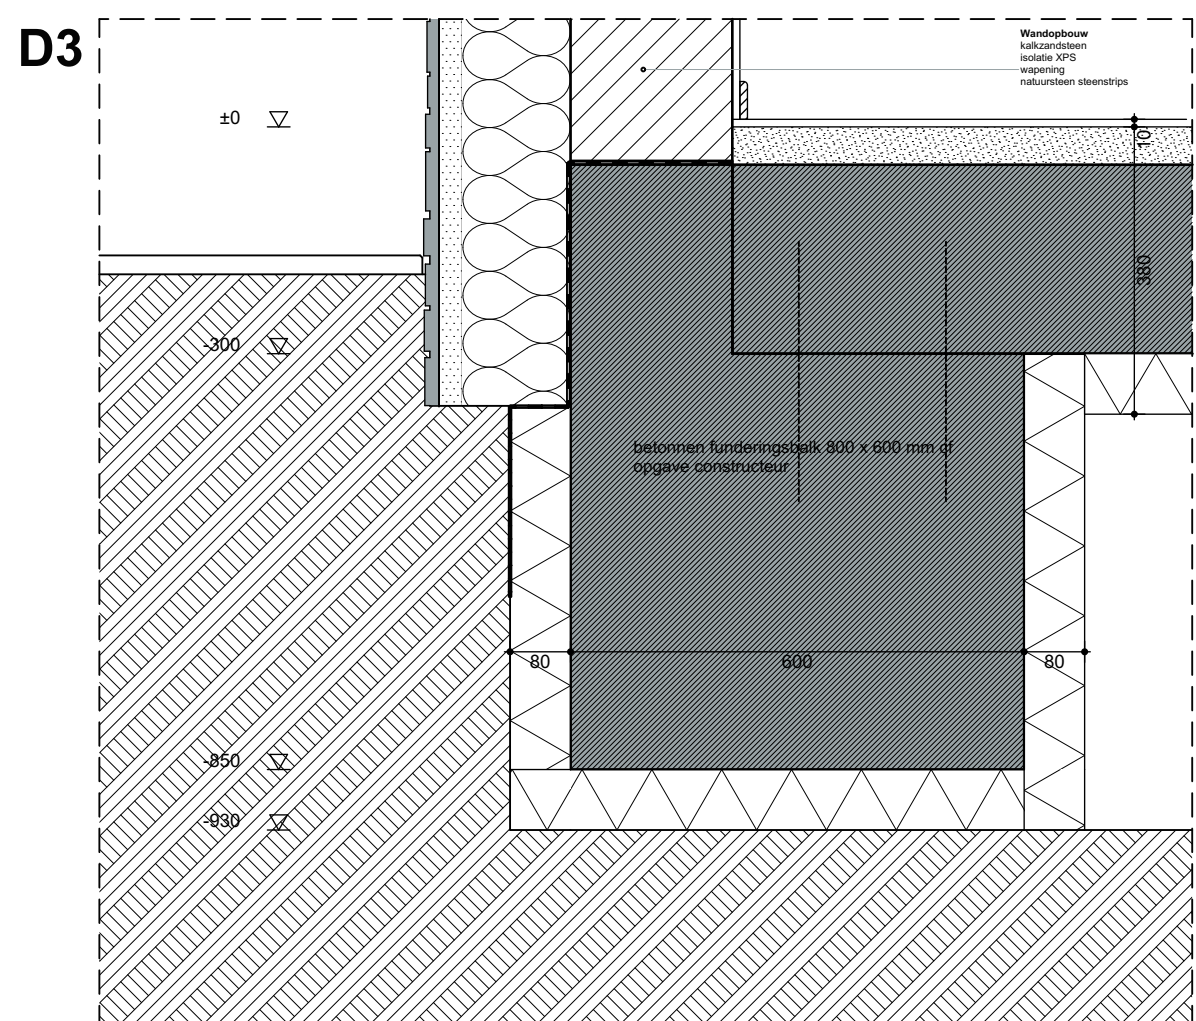 D3
Wandopbouw
kalkzandsteen
isolatie XPS
wapening
natuursteen steenstrips
±0
10
380
-300
betonnen funderingsbalk 800 x 600 mm of
opgave constructeur
80
600
80
-850
-930